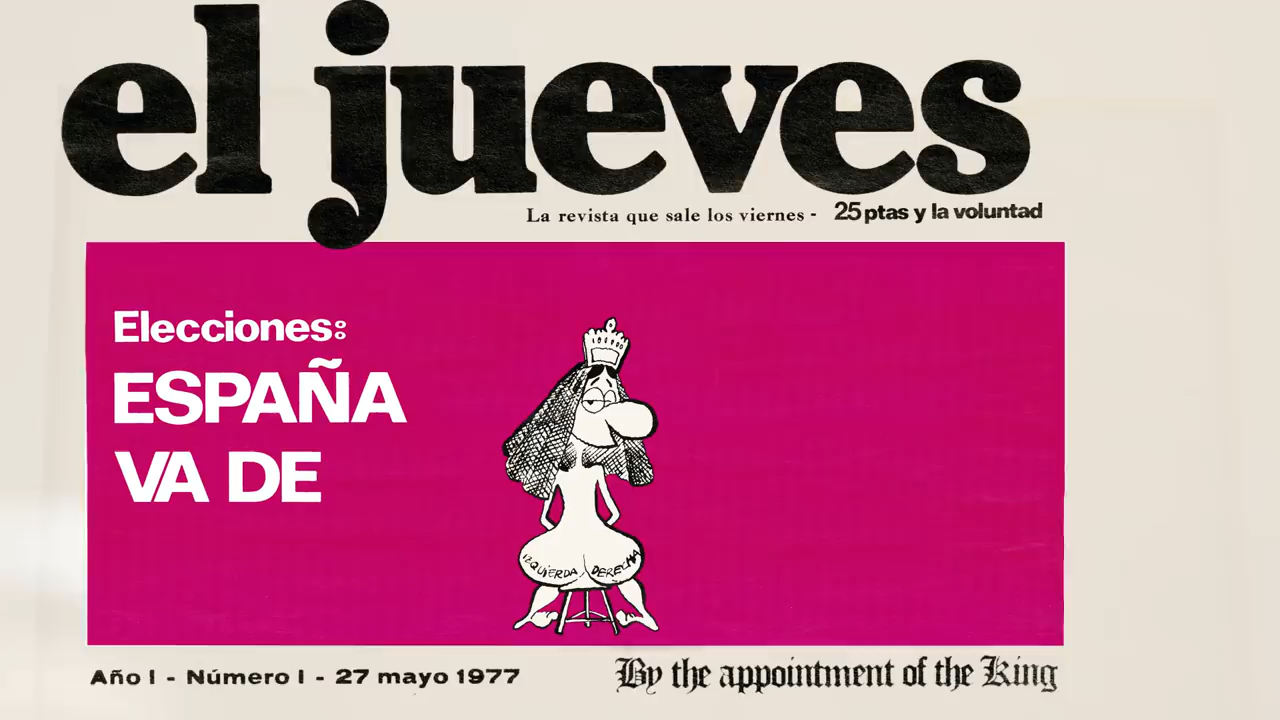 el jueves
La revista que sale los viernes - 25 ptas y la voluntad
Elecciones:
ESPAÑA
VA DE
IZQUIERDA DERECHA
Año I - Número I - 27 mayo 1977
By the appointment of the King